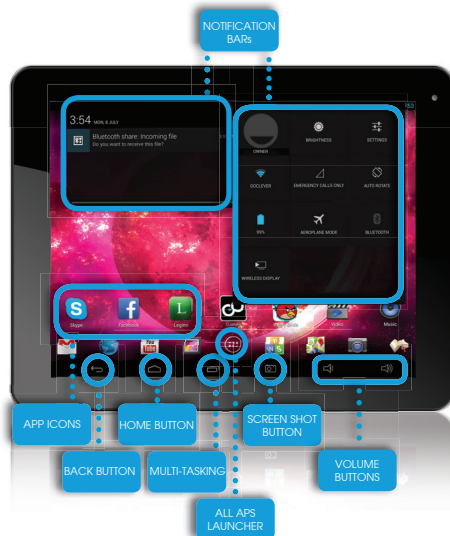 NOTIFICATION
BARs
3:54 MON, 8 JULY
Bluetooth share: Incoming file
Do you want to receive this file?
OWNER
BRIGHTNESS
SETTINGS
GOCLEVER
EMERGENCY CALLS ONLY
AUTO ROTATE
99%
AEROPLANE MODE
BLUETOOTH
WIRELESS DISPLAY
Skype
Facebook
Legimi
Video
Music
APP ICONS
HOME BUTTON
SCREEN SHOT
BUTTON
BACK BUTTON
MULTI-TASKING
VOLUME
BUTTONS
ALL APS
LAUNCHER